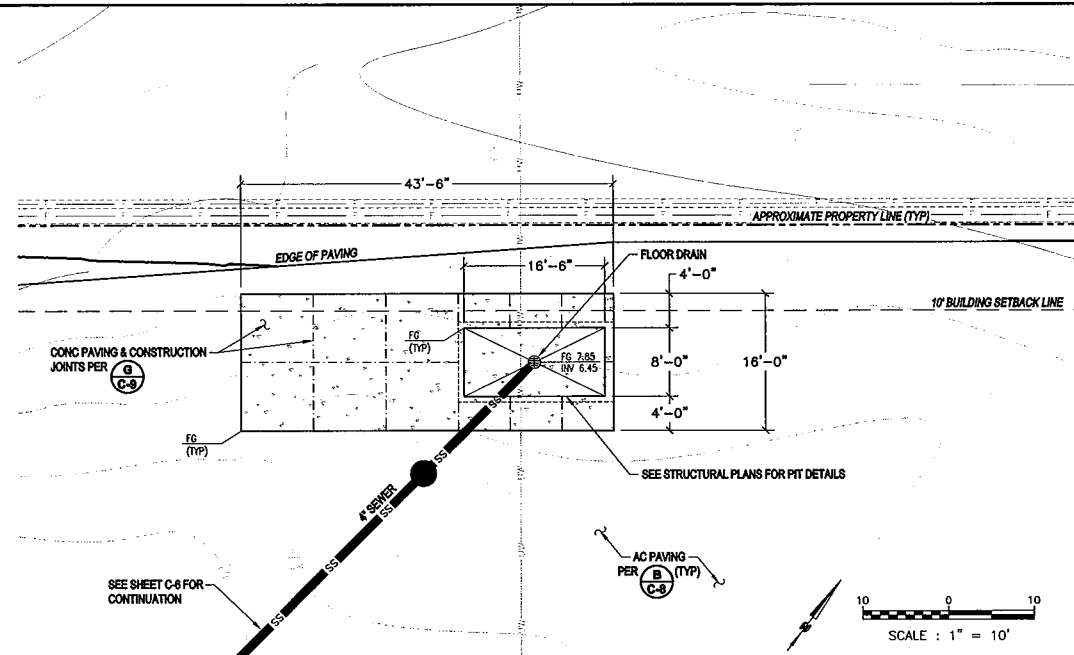 43'-6"
APPROXIMATE PROPERTY LINE (TYP)
EDGE OF PAVING
FLOOR DRAIN
16'-6"
4'-0"
10' BUILDING SETBACK LINE
CONC PAVING & CONSTRUCTION
JOINTS PER
G
C-9
FG
(TYP)
FG 7.85
INV 6.45
8'-0"
16'-0"
4'-0"
FG
(TYP)
SS
SEE STRUCTURAL PLANS FOR PIT DETAILS
SS
4" SEWER
SS
SS
AC PAVING
PER
B
C-8
(TYP)
SEE SHEET C-6 FOR
CONTINUATION
SS
10
0
10
SCALE : 1" = 10'